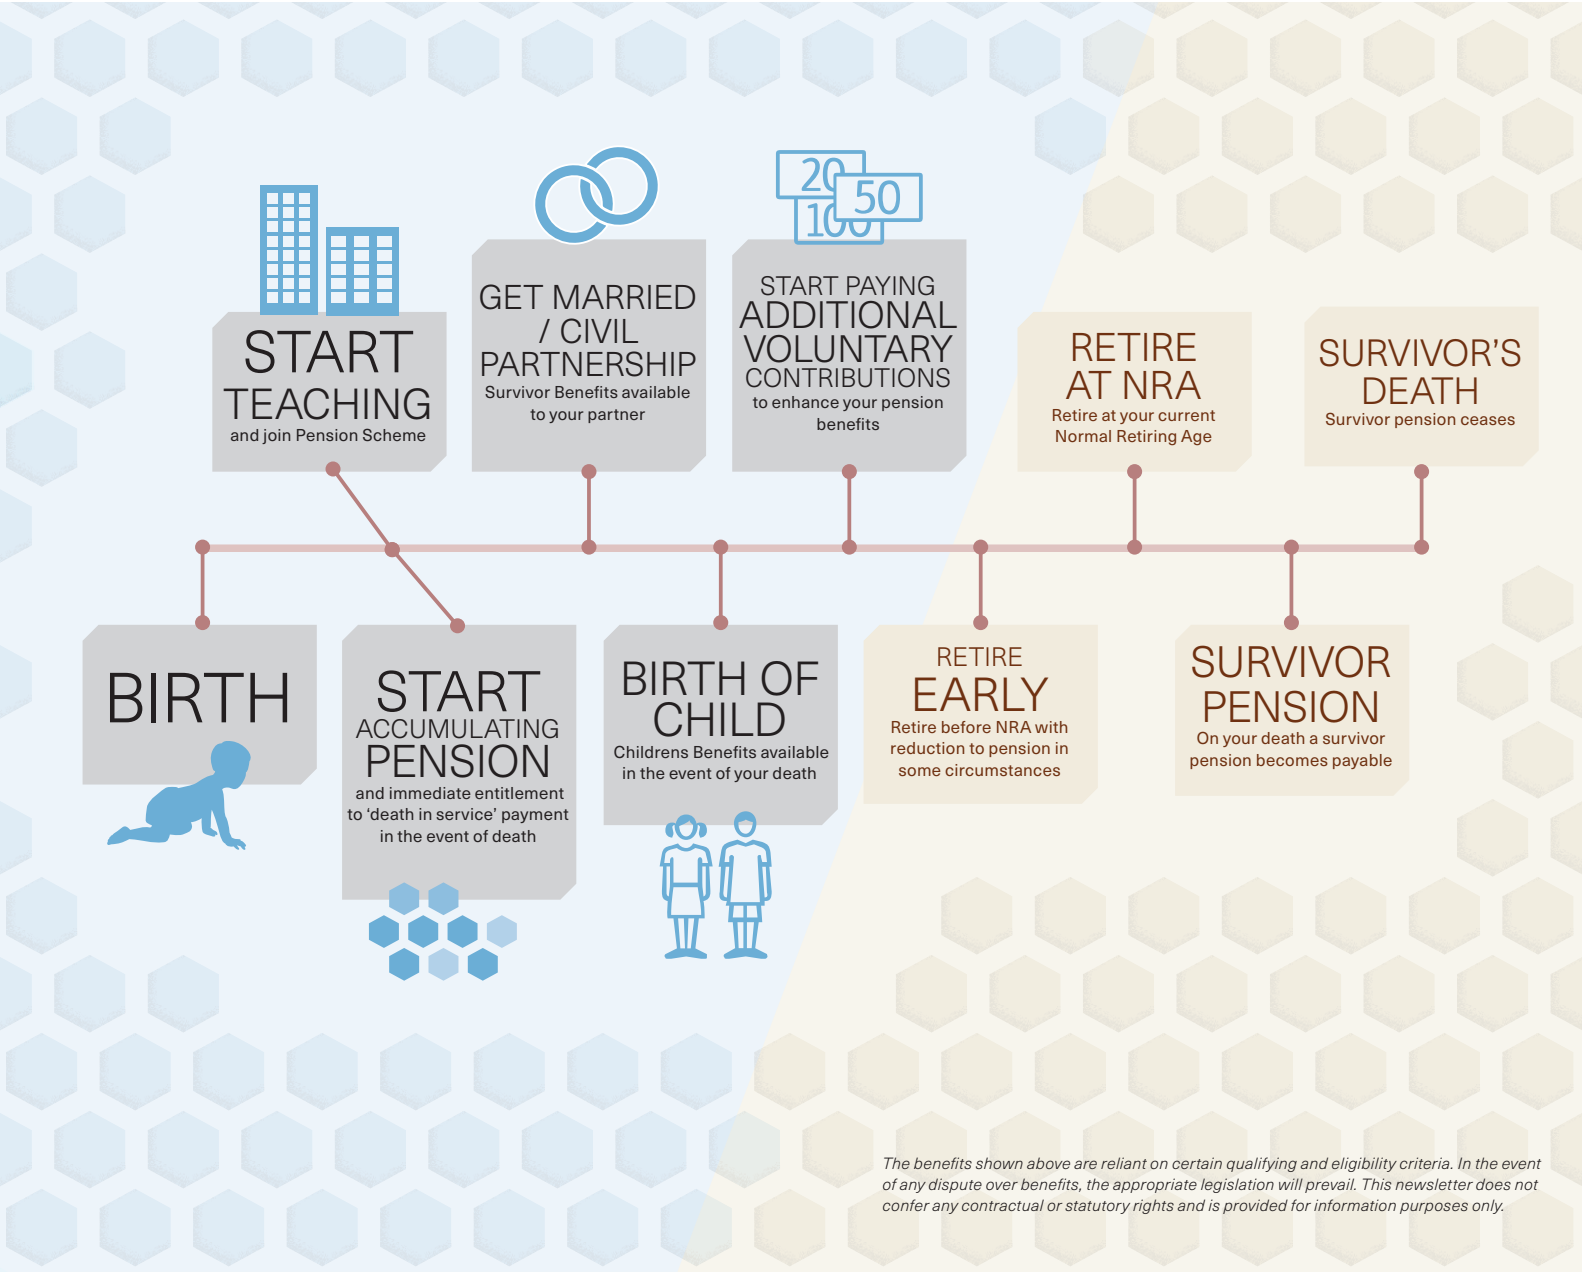 START
TEACHING
and join Pension Scheme
GET MARRIED
/ CIVIL
PARTNERSHIP
Survivor Benefits available
to your partner
20
50
100
START PAYING
ADDITIONAL
VOLUNTARY
CONTRIBUTIONS
to enhance your pension
benefits
RETIRE
AT NRA
Retire at your current
Normal Retiring Age
SURVIVOR'S
DEATH
Survivor pension ceases
BIRTH
START
ACCUMULATING
PENSION
and immediate entitlement
to ‘death in service’ payment
in the event of death
BIRTH OF
CHILD
Childrens Benefits available
in the event of your death
RETIRE
EARLY
Retire before NRA with
reduction to pension in
some circumstances
SURVIVOR
PENSION
On your death a survivor
pension becomes payable
The benefits shown above are reliant on certain qualifying and eligibility criteria. In the event
of any dispute over benefits, the appropriate legislation will prevail. This newsletter does not
confer any contractual or statutory rights and is provided for information purposes only.